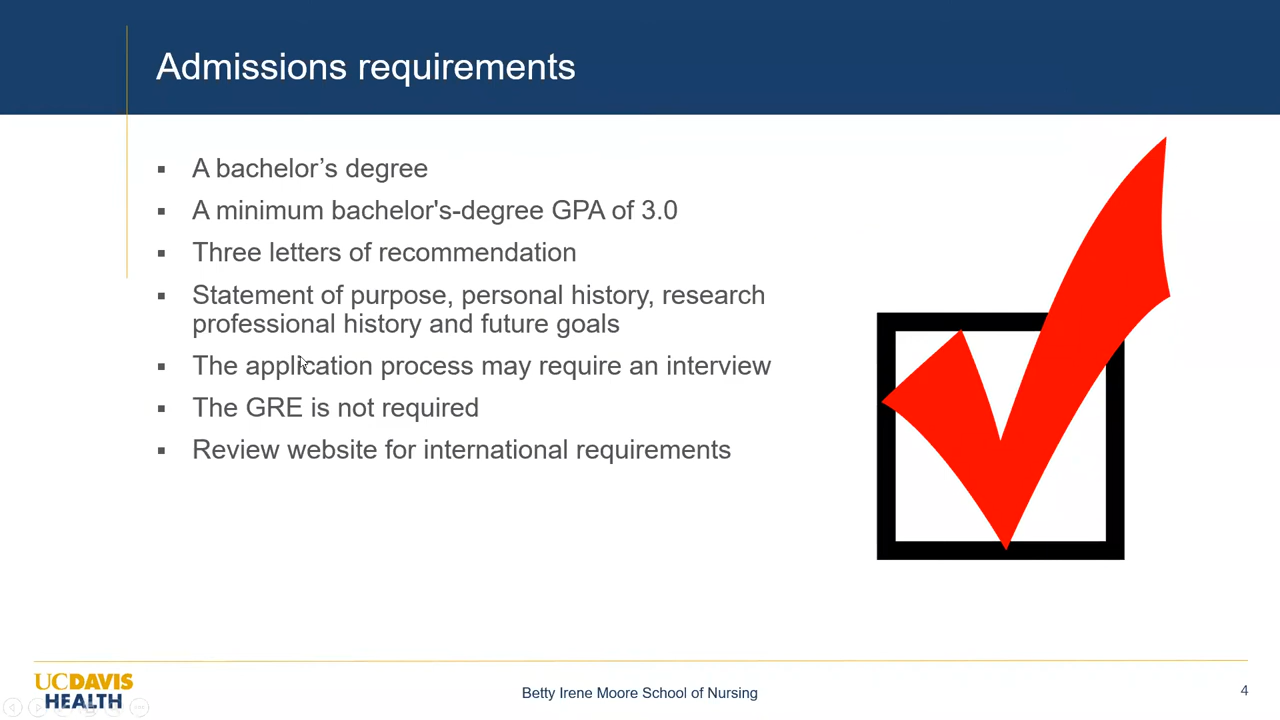 Admissions requirements
▪ A bachelor’s degree
▪ A minimum bachelor's-degree GPA of 3.0
▪ Three letters of recommendation
▪ Statement of purpose, personal history, research
professional history and future goals
▪ The application process may require an interview
▪ The GRE is not required
▪ Review website for international requirements
UCDAVIS
HEALTH
Betty Irene Moore School of Nursing
4